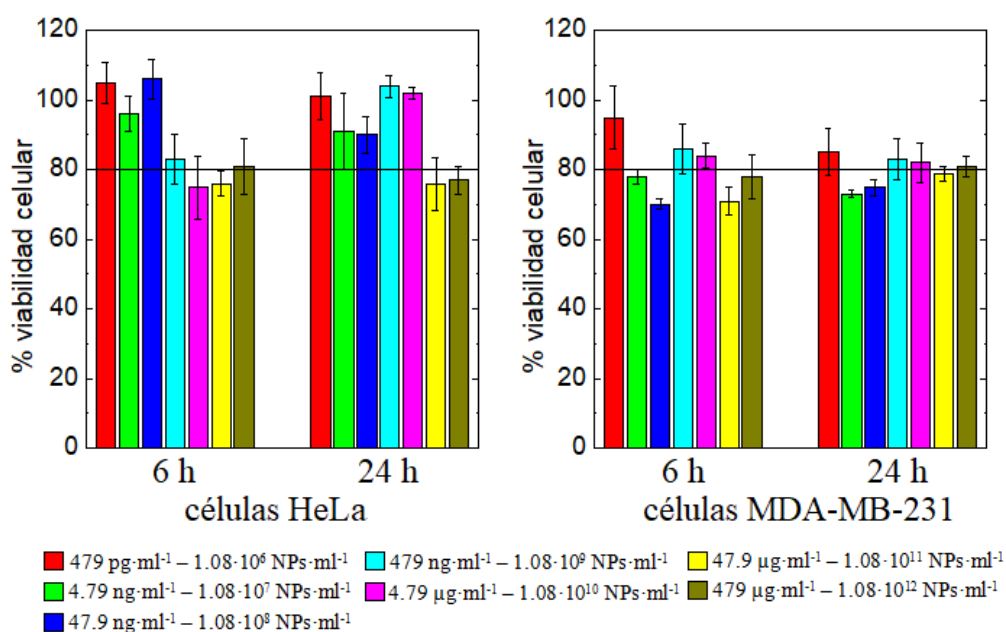 120
100
80
60
40
20
0
% viabilidad celular
6 h 24 h
células HeLa
120
100
80
60
40
20
0
% viabilidad celular
6 h 24 h
células MDA-MB-231
479 pg·ml⁻¹ – 1.08·10⁶ NPs·ml⁻¹
4.79 ng·ml⁻¹ – 1.08·10⁷ NPs·ml⁻¹
47.9 ng·ml⁻¹ – 1.08·10⁸ NPs·ml⁻¹
479 ng·ml⁻¹ – 1.08·10⁹ NPs·ml⁻¹
4.79 µg·ml⁻¹ – 1.08·10¹⁰ NPs·ml⁻¹
47.9 µg·ml⁻¹ – 1.08·10¹¹ NPs·ml⁻¹
479 µg·ml⁻¹ – 1.08·10¹² NPs·ml⁻¹